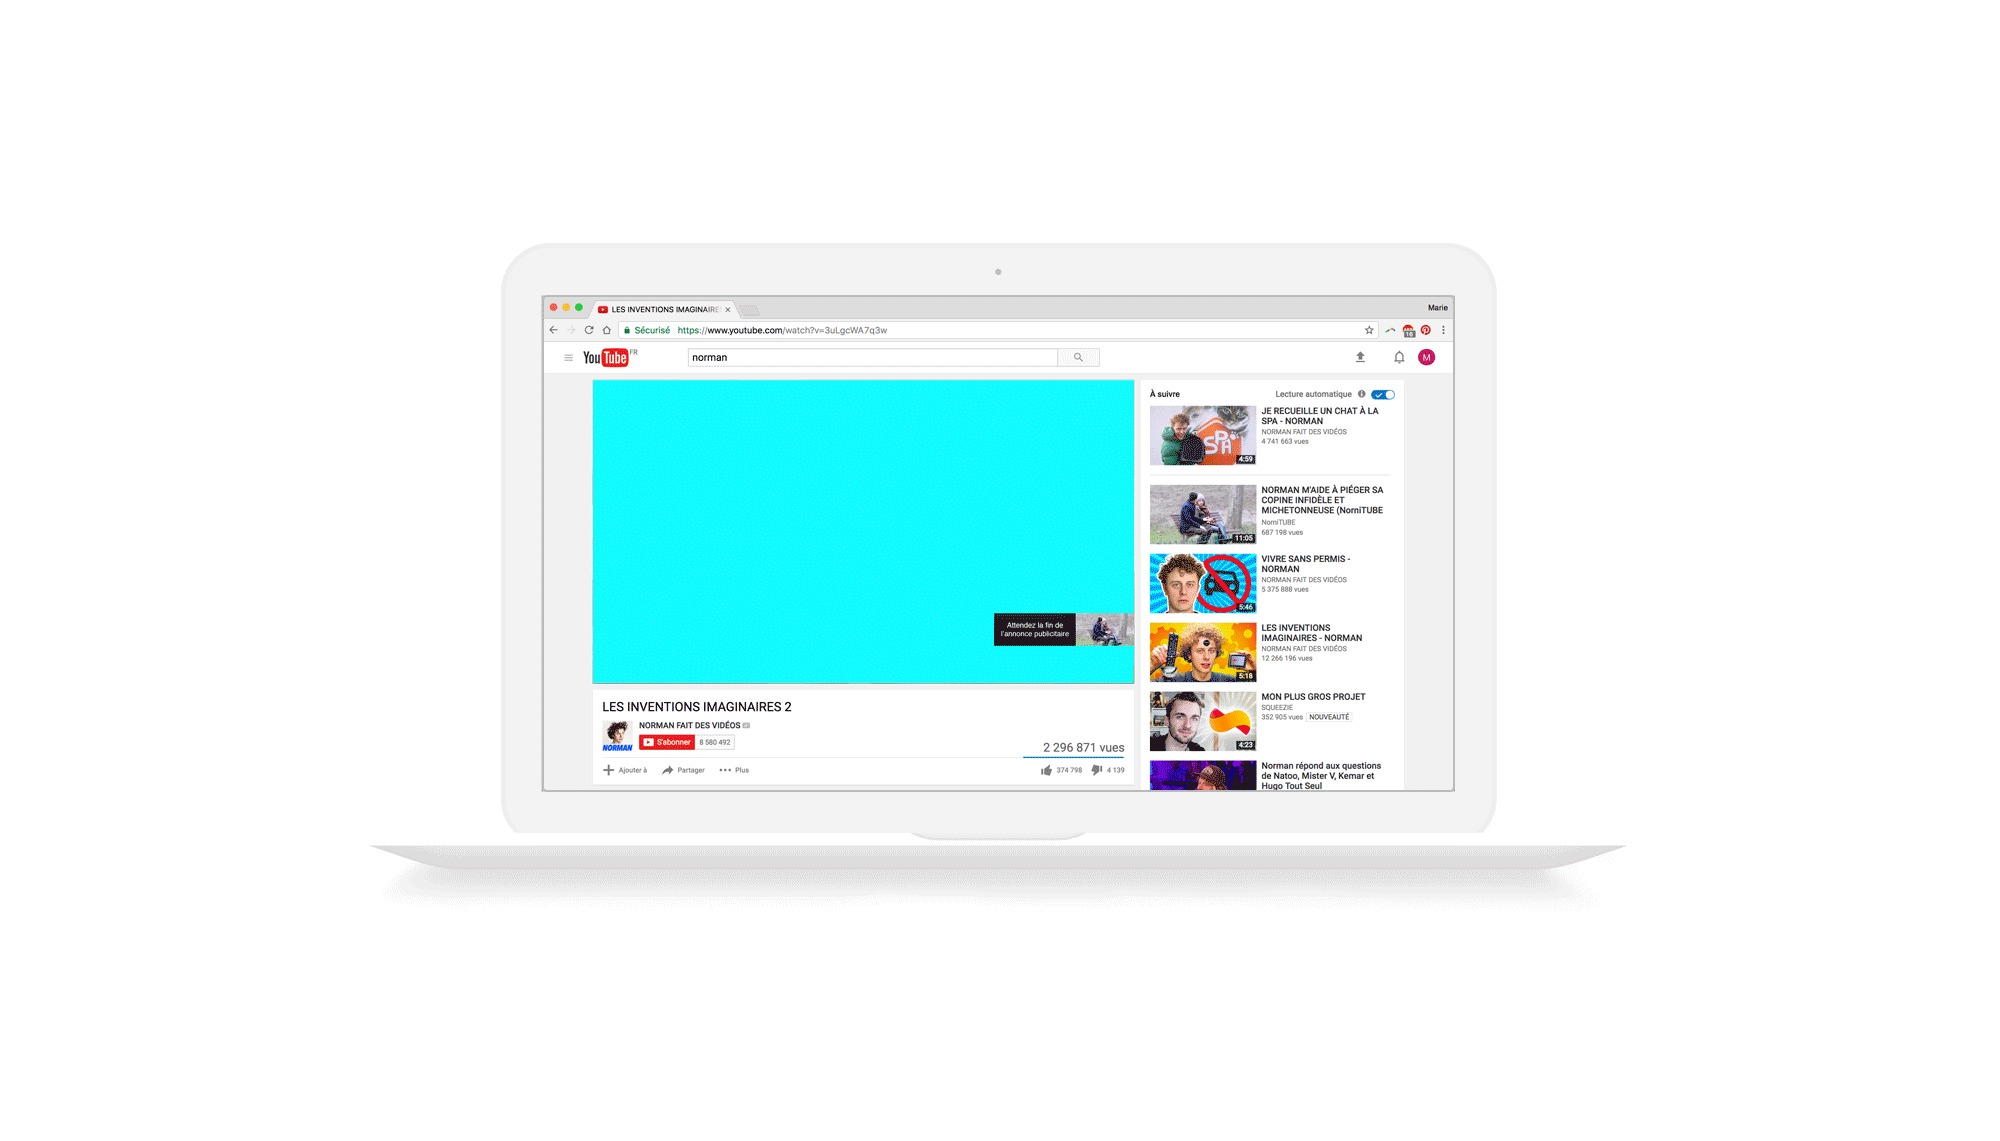 LES INVENTIONS IMAGINAIRE
Marie
Sécurisé https://www.youtube.com/watch?v=3uLgcWA7q3w
YouTube FR
norman
M
Attendez la fin de
l'annonce publicitaire
LES INVENTIONS IMAGINAIRES 2
NORMAN
NORMAN FAIT DES VIDÉOS
S'abonner 8 580 492
2 296 871 vues
Ajouter à Partager Plus
374 798 4 139
À suivre Lecture automatique
SPA
4:59
JE RECUEILLE UN CHAT À LA
SPA - NORMAN
NORMAN FAIT DES VIDÉOS
4 741 663 vues
11:05
NORMAN M'AIDE À PIÉGER SA
COPINE INFIDÈLE ET
MICHETONNEUSE (NorniTUBE
NorniTUBE
687 198 vues
5:46
VIVRE SANS PERMIS -
NORMAN
NORMAN FAIT DES VIDÉOS
5 375 888 vues
5:18
LES INVENTIONS
IMAGINAIRES - NORMAN
NORMAN FAIT DES VIDÉOS
12 266 196 vues
4:23
MON PLUS GROS PROJET
SQUEEZIE
352 905 vues NOUVEAUTÉ
Norman répond aux questions
de Natoo, Mister V, Kemar et
Hugo Tout Seul